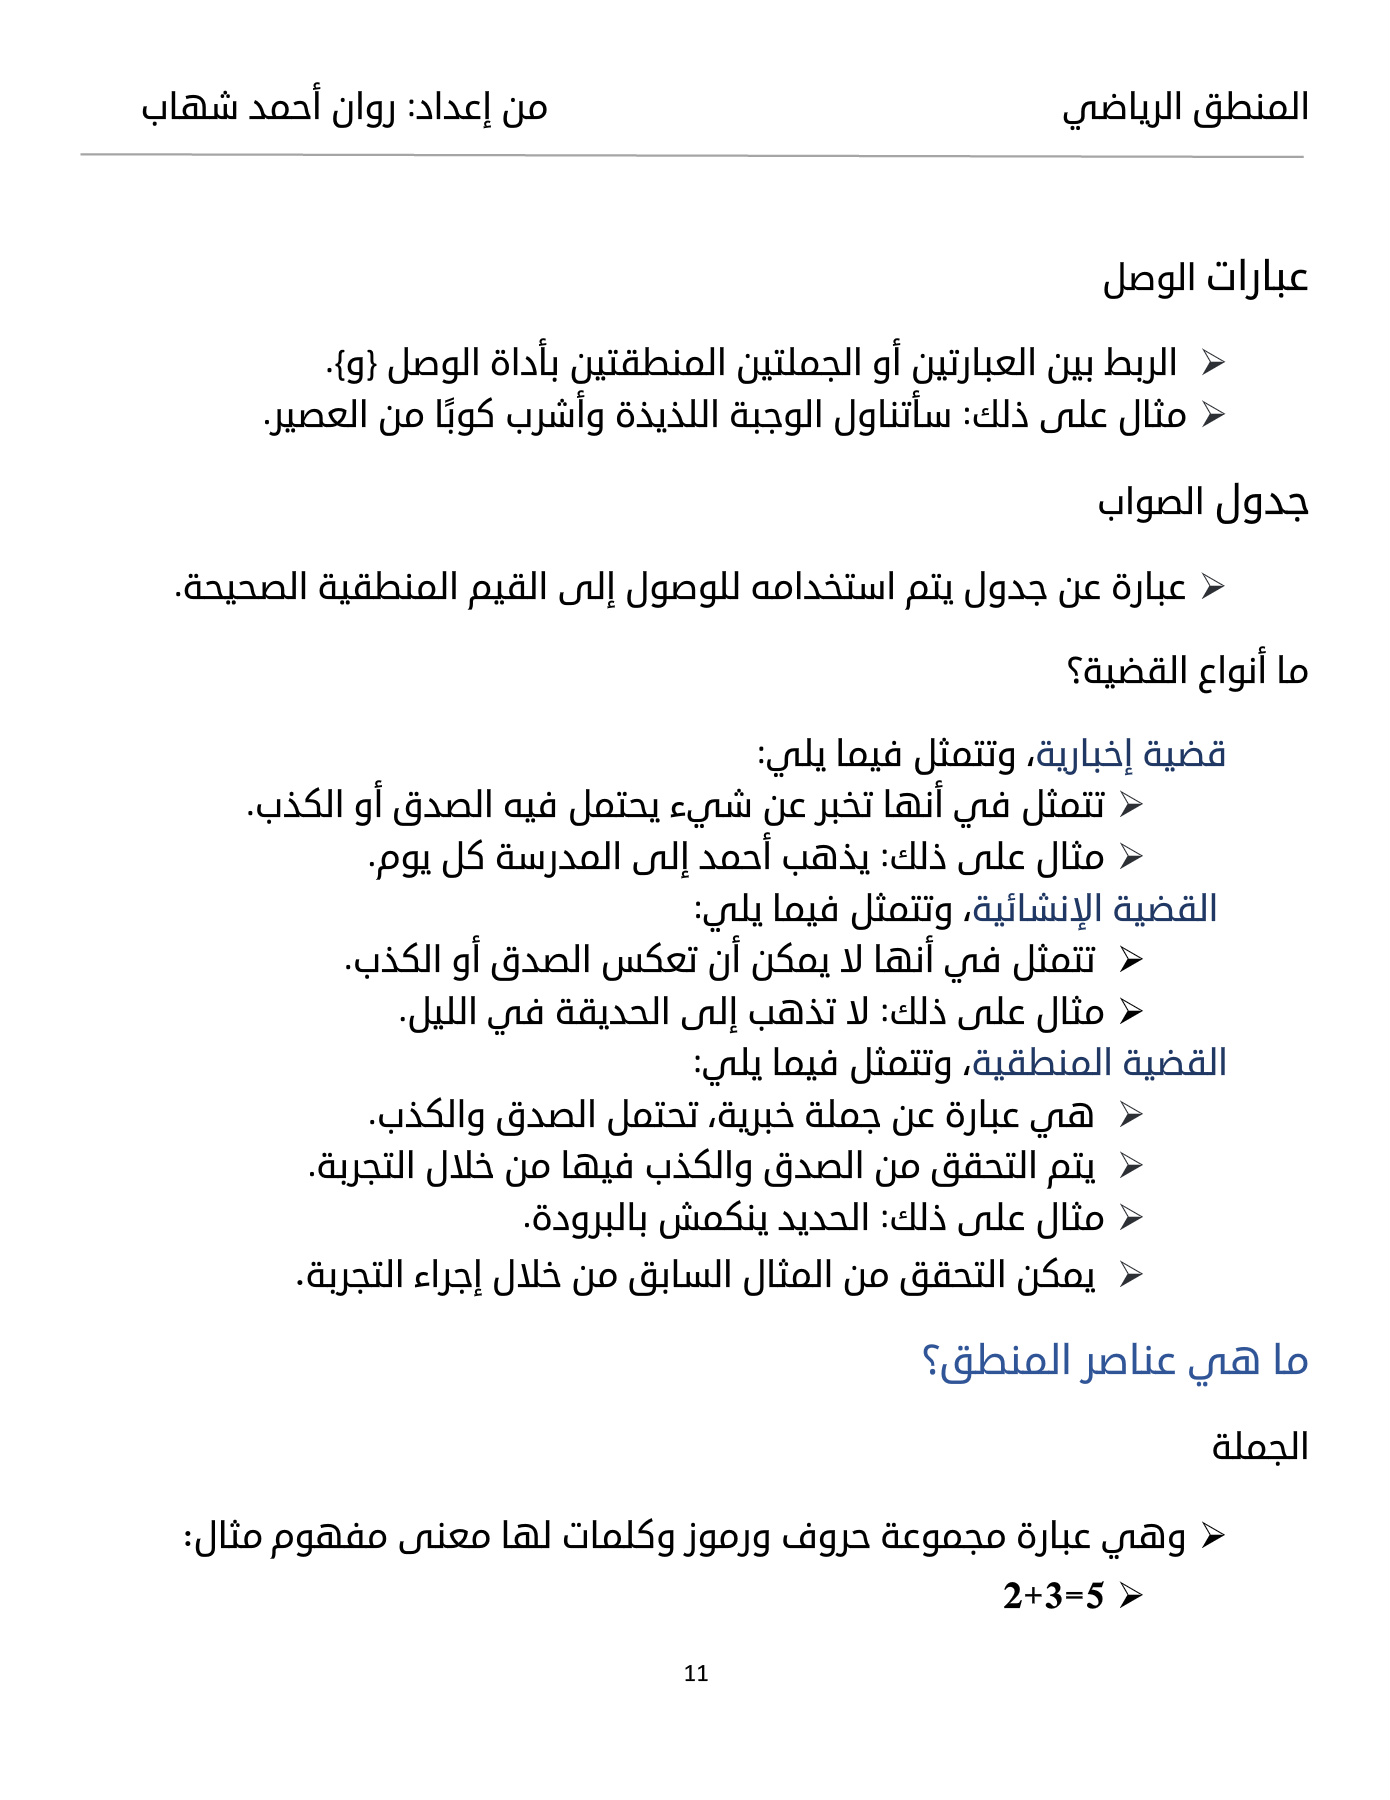 المنطق الرياضي من إعداد: روان أحمد شهاب
عبارات الوصل
⮚ الربط بين العبارتين أو الجملتين المنطقتين بأداة الوصل {و}.
⮚ مثال على ذلك: سأتناول الوجبة اللذيذة وأشرب كوبًا من العصير.
جدول الصواب
⮚ عبارة عن جدول يتم استخدامه للوصول إلى القيم المنطقية الصحيحة.
ما أنواع القضية؟
قضية إخبارية، وتتمثل فيما يلي:
⮚ تتمثل في أنها تخبر عن شيء يحتمل فيه الصدق أو الكذب.
⮚ مثال على ذلك: يذهب أحمد إلى المدرسة كل يوم.
القضية الإنشائية، وتتمثل فيما يلي:
⮚ تتمثل في أنها لا يمكن أن تعكس الصدق أو الكذب.
⮚ مثال على ذلك: لا تذهب إلى الحديقة في الليل.
القضية المنطقية، وتتمثل فيما يلي:
⮚ هي عبارة عن جملة خبرية، تحتمل الصدق والكذب.
⮚ يتم التحقق من الصدق والكذب فيها من خلال التجربة.
⮚ مثال على ذلك: الحديد ينكمش بالبرودة.
⮚ يمكن التحقق من المثال السابق من خلال إجراء التجربة.
ما هي عناصر المنطق؟
الجملة
⮚ وهي عبارة مجموعة حروف ورموز وكلمات لها معنى مفهوم مثال:
⮚ 2+3=5
11